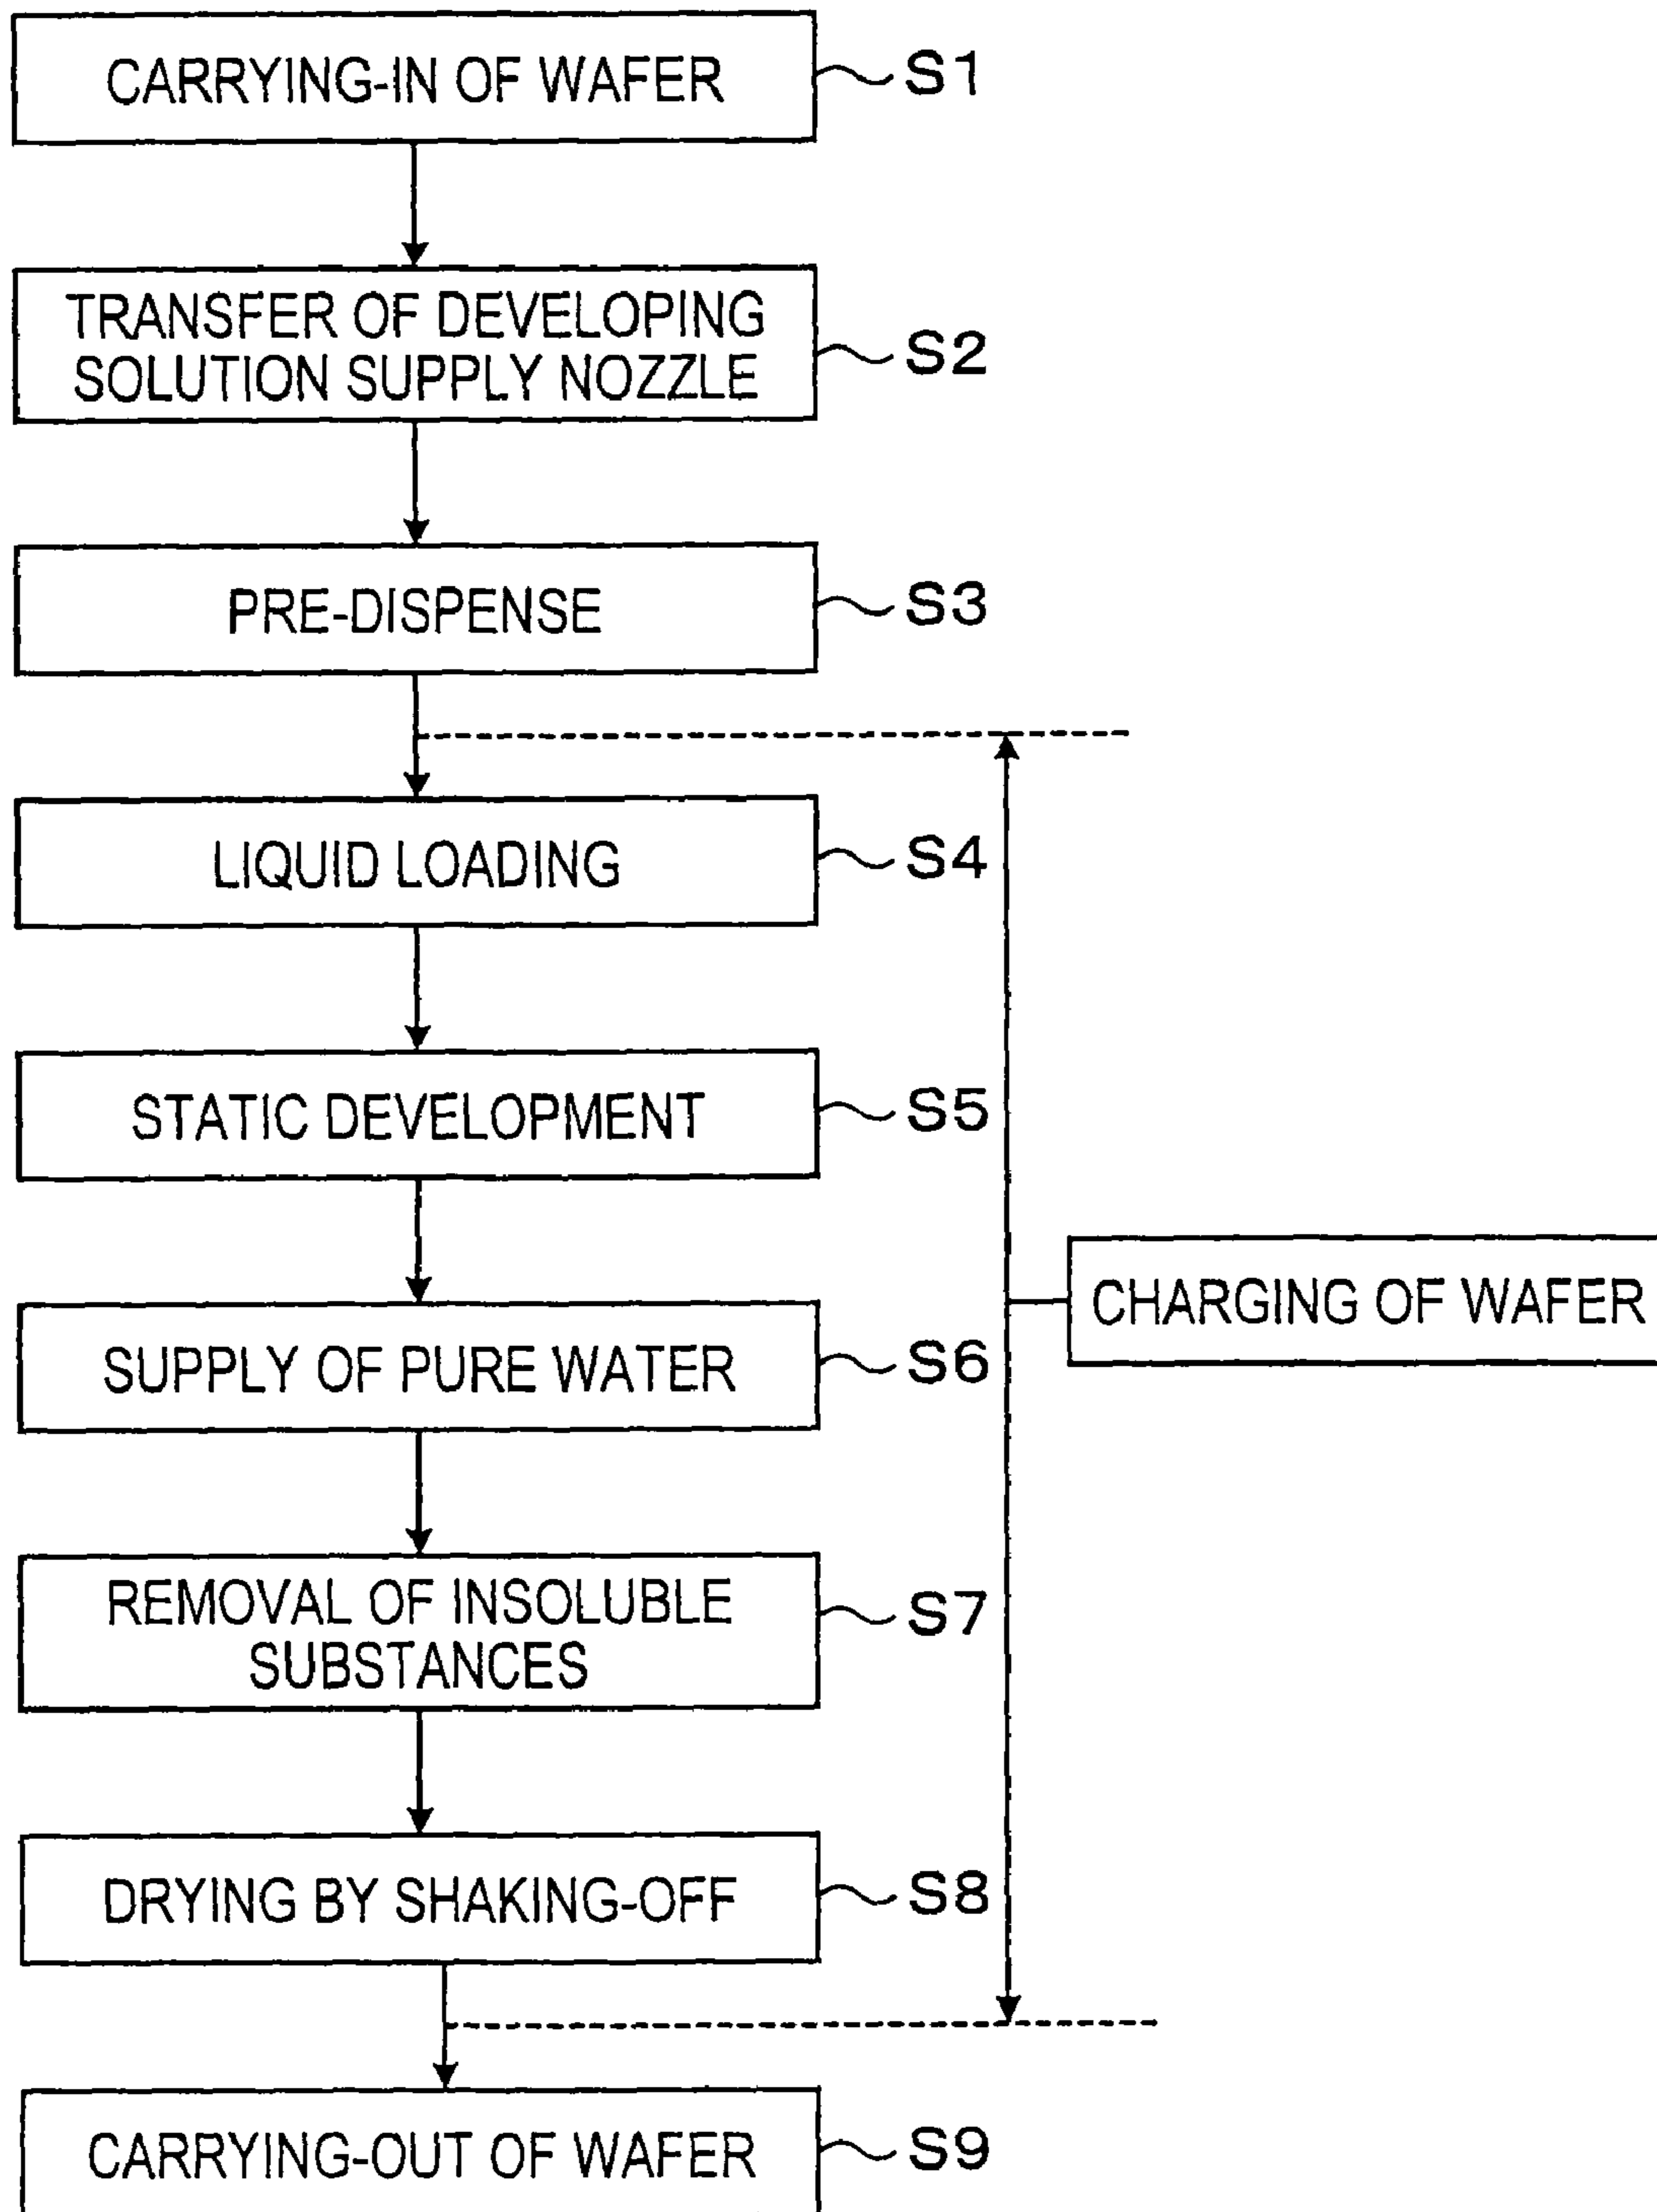 CARRYING-IN OF WAFER
S1
TRANSFER OF DEVELOPING
SOLUTION SUPPLY NOZZLE
S2
PRE-DISPENSE
S3
LIQUID LOADING
S4
STATIC DEVELOPMENT
S5
CHARGING OF WAFER
SUPPLY OF PURE WATER
S6
REMOVAL OF INSOLUBLE
SUBSTANCES
S7
DRYING BY SHAKING-OFF
S8
CARRYING-OUT OF WAFER
S9